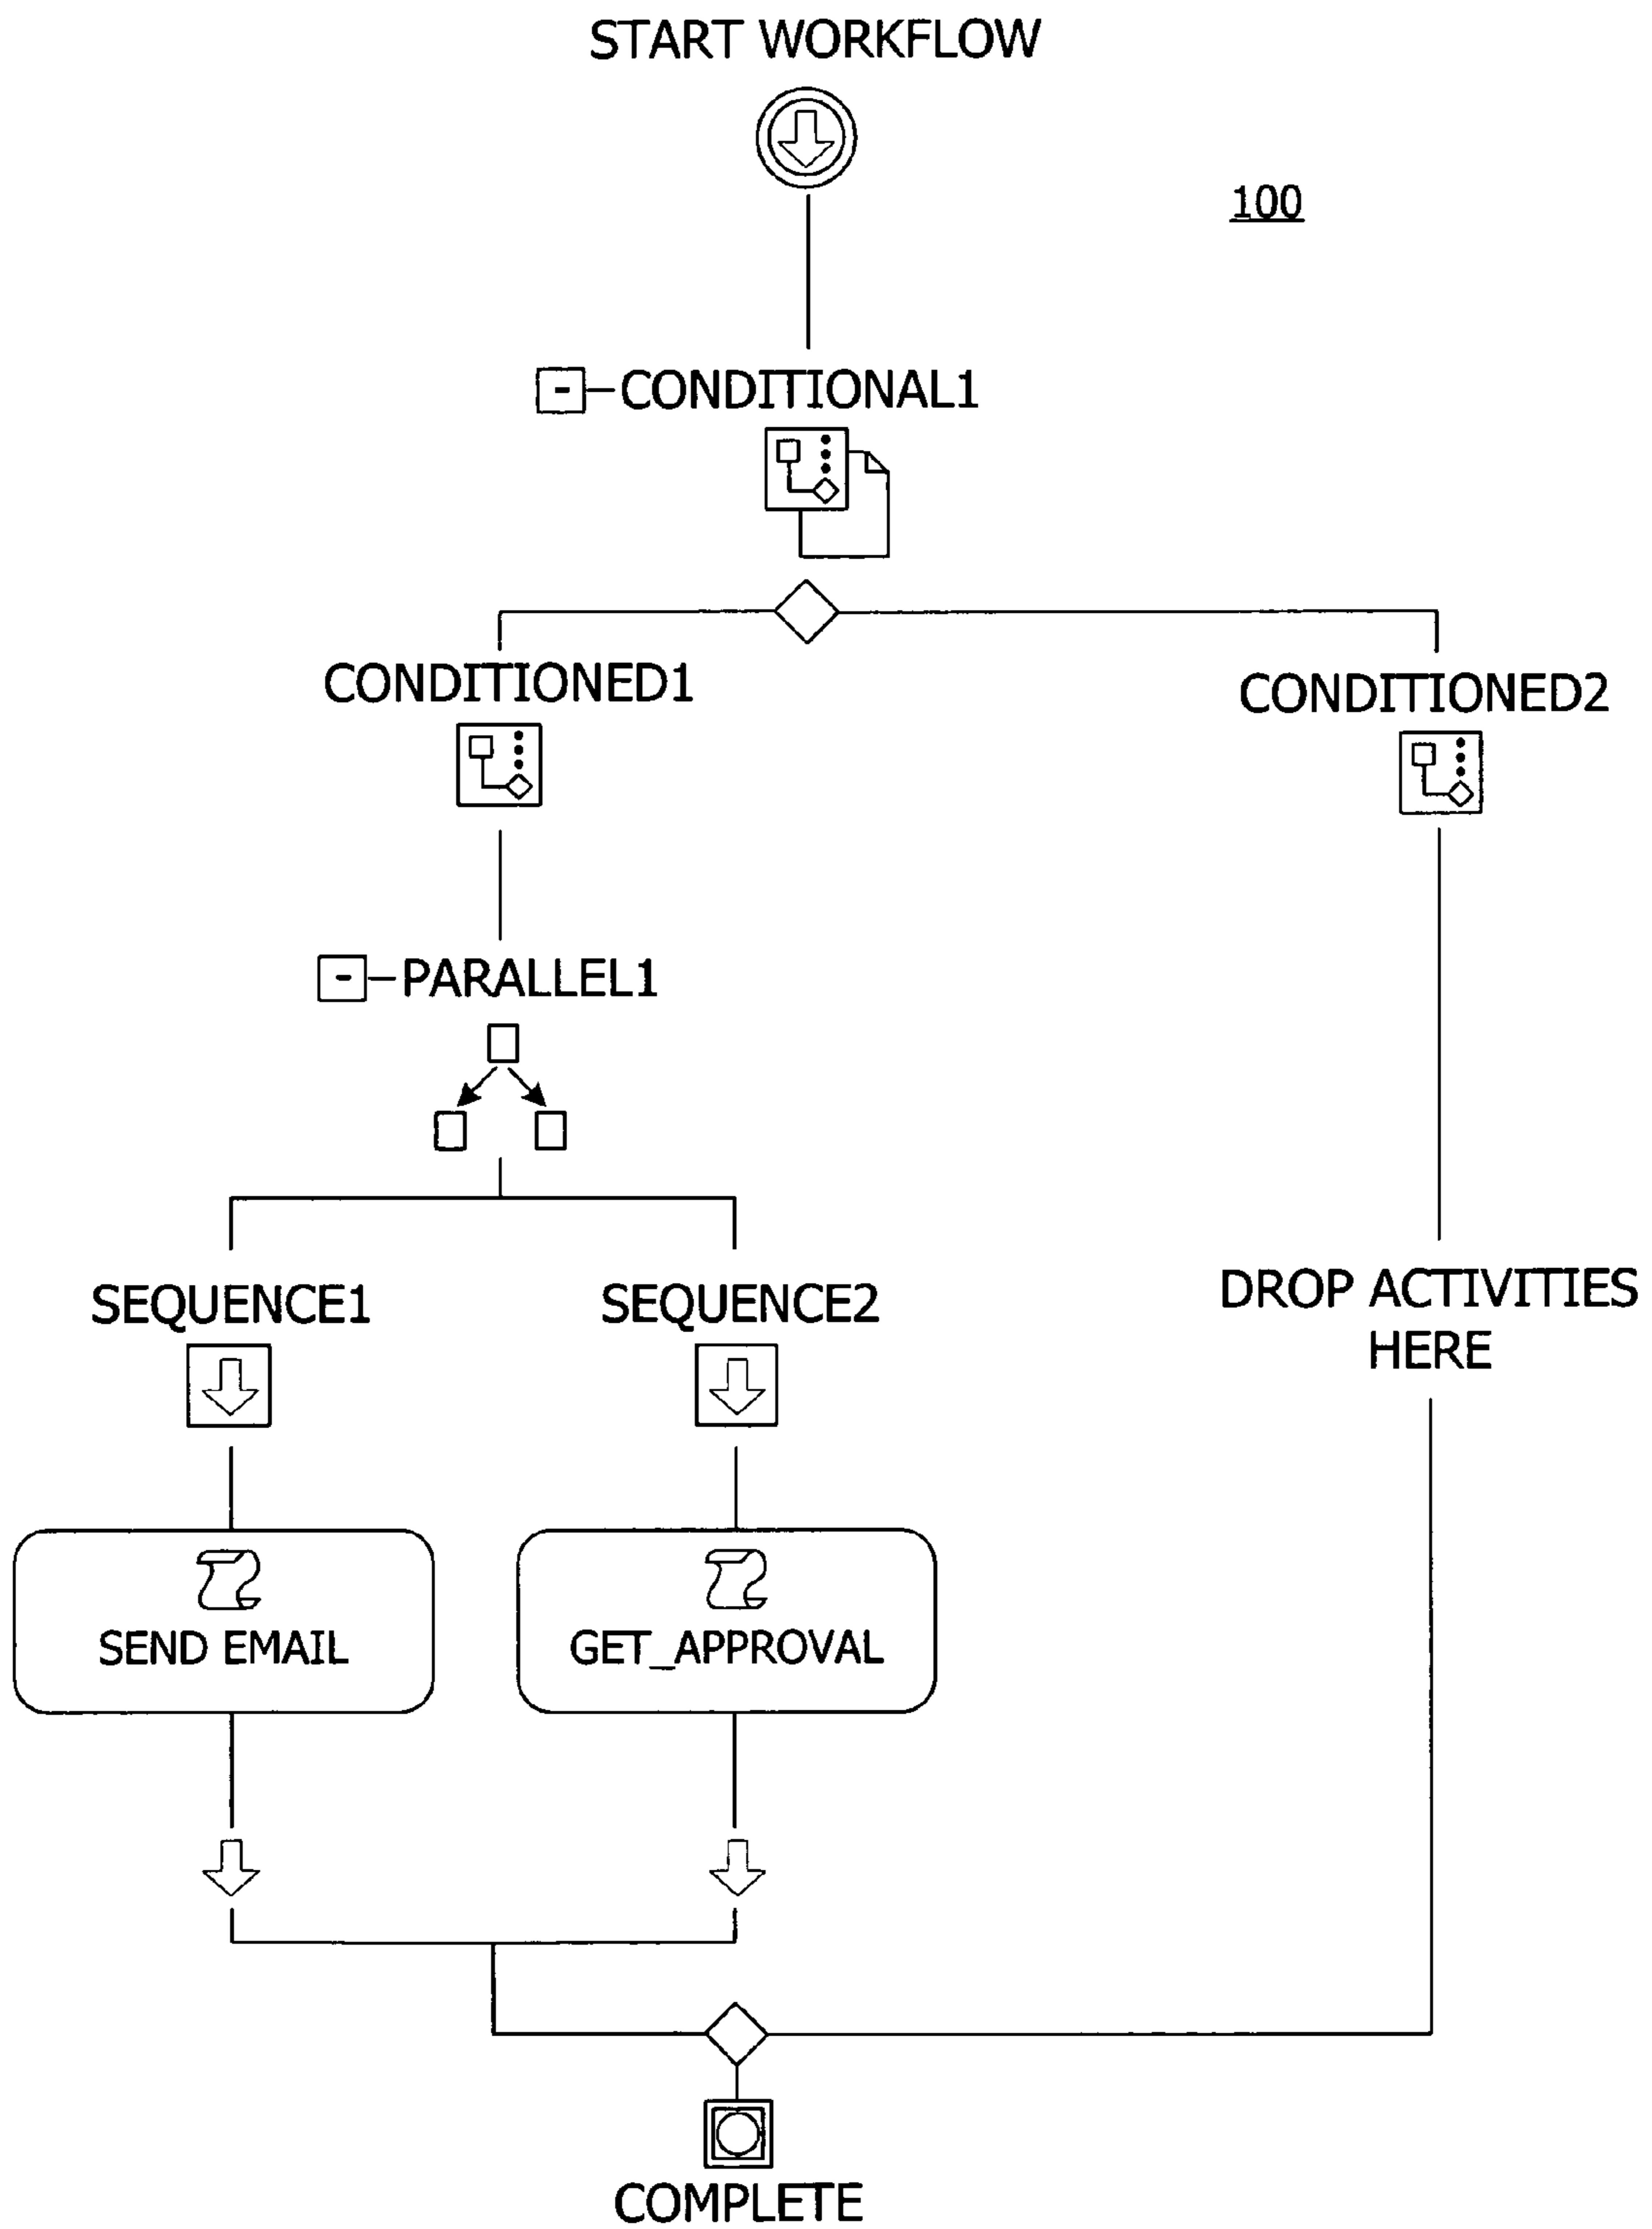 START WORKFLOW
100
CONDITIONAL1
CONDITIONED1
CONDITIONED2
PARALLEL1
SEQUENCE1
SEQUENCE2
DROP ACTIVITIES
HERE
SEND EMAIL
GET_APPROVAL
COMPLETE